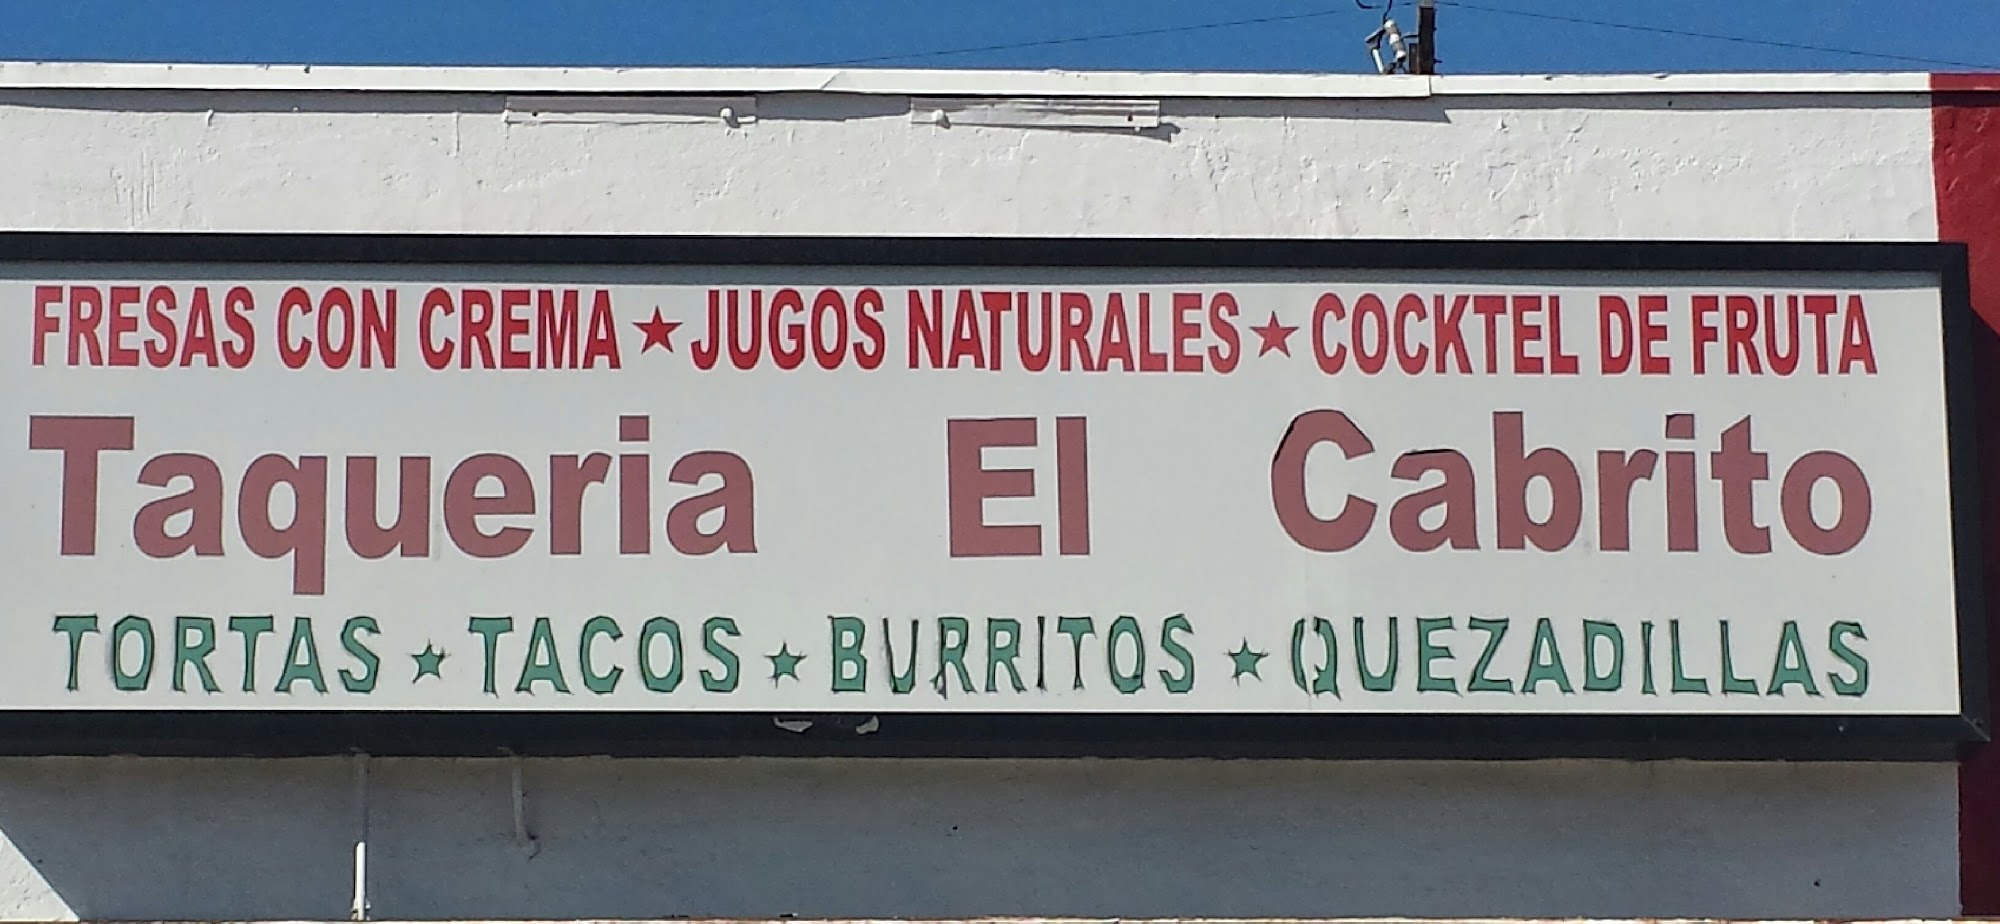 FRESAS CON CREMA ★ JUGOS NATURALES ★ COCKTEL DE FRUTA
Taqueria El Cabrito
TORTAS ★ TACOS ★ BURRITOS ★ QUEZADILLAS